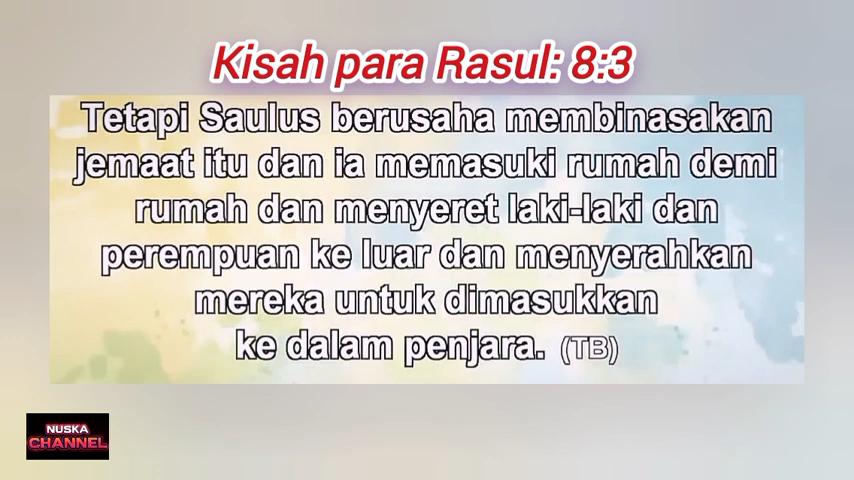 Kisah para Rasul: 8:3
Tetapi Saulus berusaha membinasakan
jemaat itu dan ia memasuki rumah demi
rumah dan menyeret laki-laki dan
perempuan ke luar dan menyerahkan
mereka untuk dimasukkan
ke dalam penjara. (TB)
NUSKA
CHANNEL